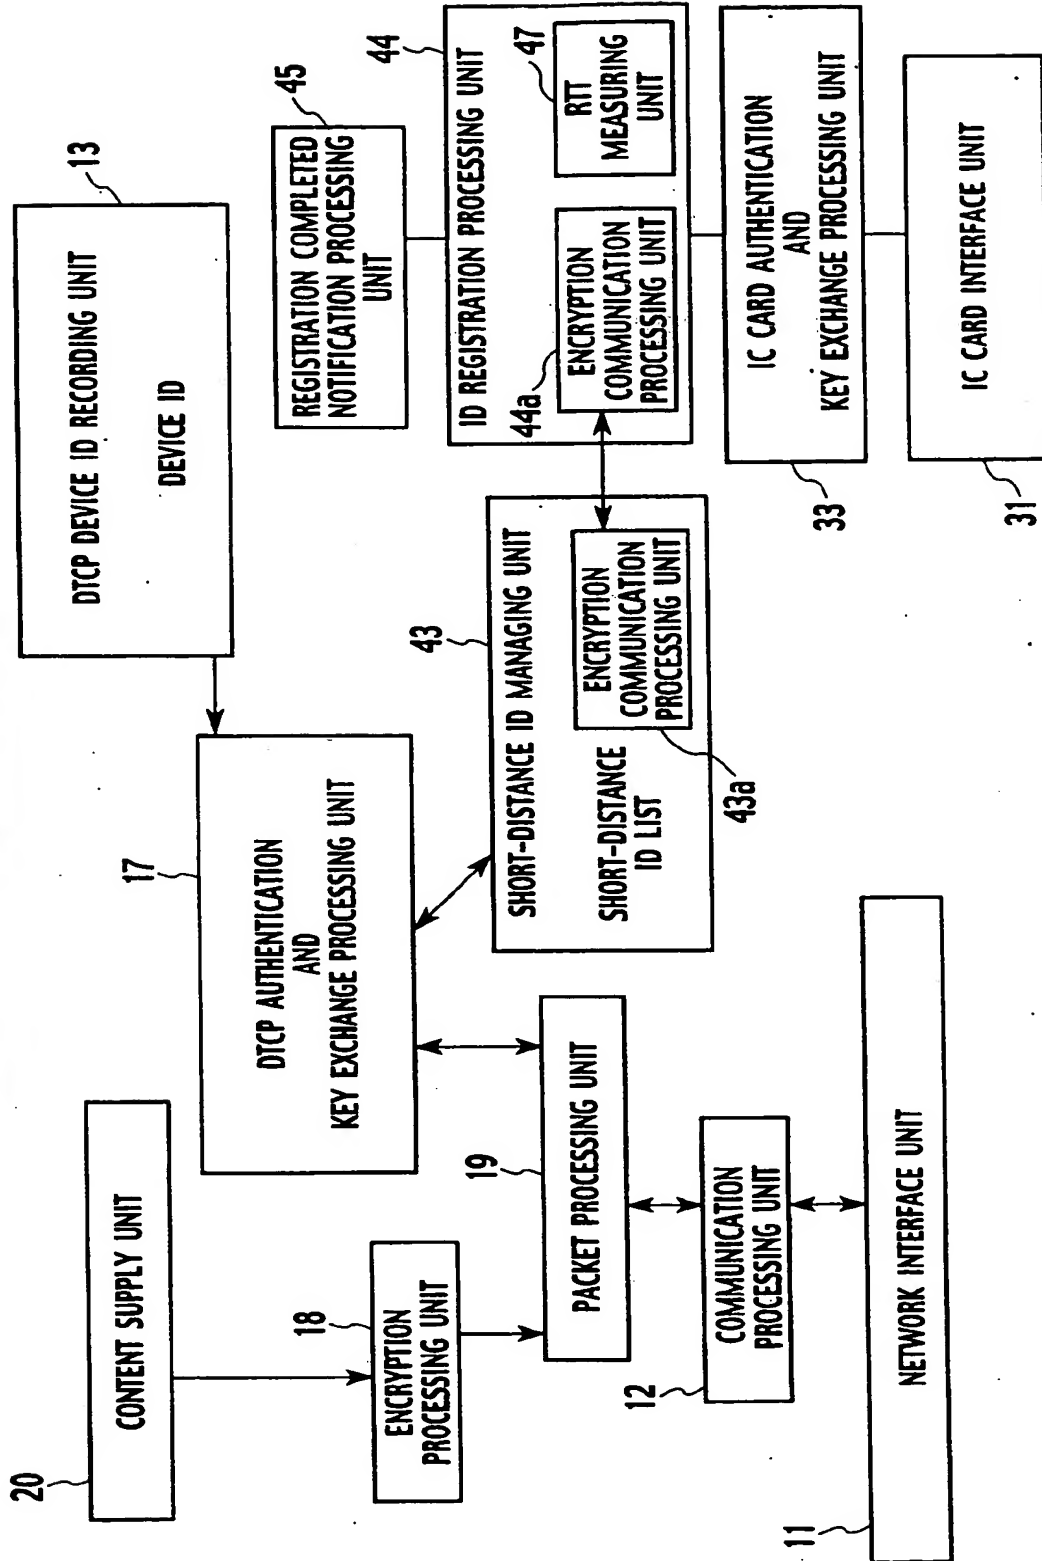 20
CONTENT SUPPLY UNIT
18
ENCRYPTION
PROCESSING UNIT
17
DTCP AUTHENTICATION
AND
KEY EXCHANGE PROCESSING UNIT
13
DTCP DEVICE ID RECORDING UNIT
DEVICE ID
19
PACKET PROCESSING UNIT
12
COMMUNICATION
PROCESSING UNIT
11
NETWORK INTERFACE UNIT
43
SHORT-DISTANCE ID MANAGING UNIT
SHORT-DISTANCE
ID LIST
ENCRYPTION
COMMUNICATION
PROCESSING UNIT
43a
45
REGISTRATION COMPLETED
NOTIFICATION PROCESSING
UNIT
44
ID REGISTRATION PROCESSING UNIT
44a
ENCRYPTION
COMMUNICATION
PROCESSING UNIT
47
RTT
MEASURING
UNIT
33
IC CARD AUTHENTICATION
AND
KEY EXCHANGE PROCESSING UNIT
31
IC CARD INTERFACE UNIT